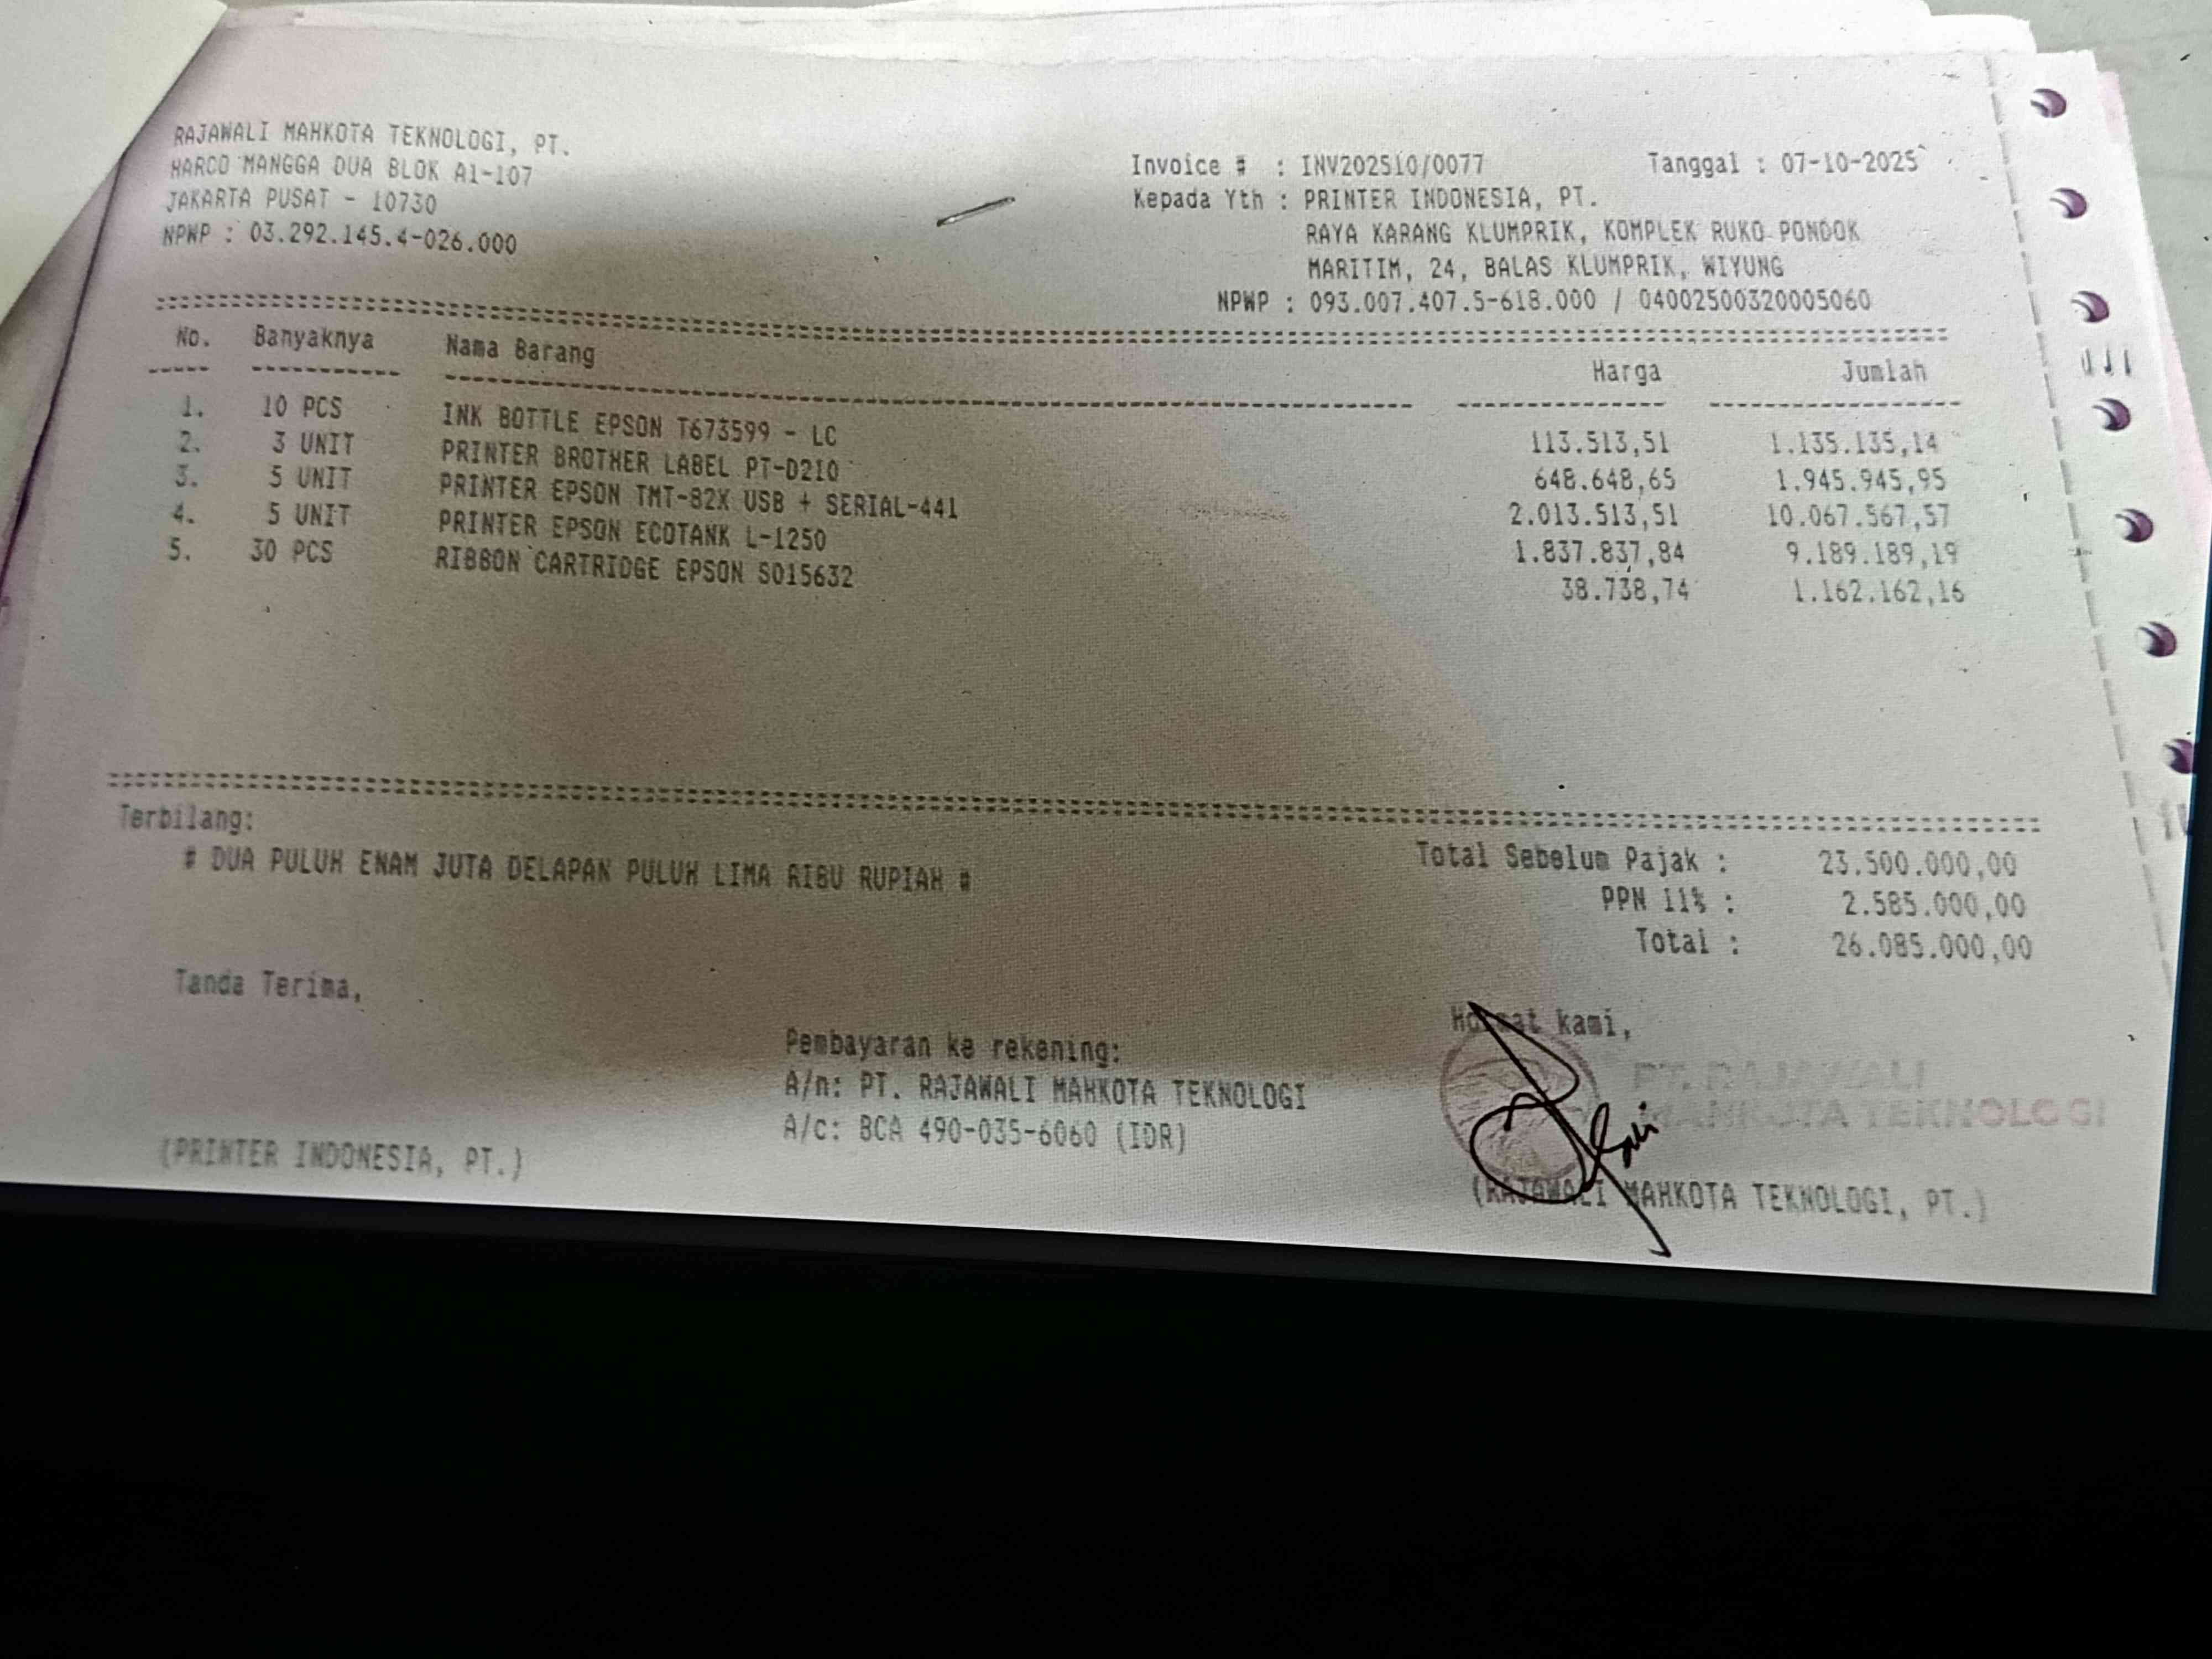 RAJAWALI MAHKOTA TEKNOLOGI, PT.
HARCO MANGGA DUA BLOK A1-107
JAKARTA PUSAT - 10730
NPWP : 03.292.145.4-026.000
Invoice # : INV202510/0077 Tanggal : 07-10-2025
Kepada Yth : PRINTER INDONESIA, PT.
RAYA KARANG KLUMPRIK, KOMPLEK RUKO PONDOK
MARITIM, 24, BALAS KLUMPRIK, WIYUNG
NPWP : 093.007.407.5-618.000 / 04002500320005060
No. Banyaknya Nama Barang Harga Jumlah
1. 10 PCS INK BOTTLE EPSON T673599 - LC 113.513,51 1.135.135,14
2. 3 UNIT PRINTER BROTHER LABEL PT-D210 648.648,65 1.945.945,95
3. 5 UNIT PRINTER EPSON TMT-82X USB + SERIAL-441 2.013.513,51 10.067.567,57
4. 5 UNIT PRINTER EPSON ECOTANK L-1250 1.837.837,84 9.189.189,19
5. 30 PCS RIBBON CARTRIDGE EPSON S015632 38.738,74 1.162.162,16
Terbilang:
# DUA PULUH ENAM JUTA DELAPAN PULUH LIMA RIBU RUPIAH #
Total Sebelum Pajak : 23.500.000,00
PPN 11% : 2.585.000,00
Total : 26.085.000,00
Tanda Terima,
Hormat kami,
Pembayaran ke rekening:
A/n: PT. RAJAWALI MAHKOTA TEKNOLOGI
A/c: BCA 490-035-6060 (IDR)
PT. RAJAWALI
MAHKOTA TEKNOLOGI
(PRINTER INDONESIA, PT.)
(RAJAWALI MAHKOTA TEKNOLOGI, PT.)